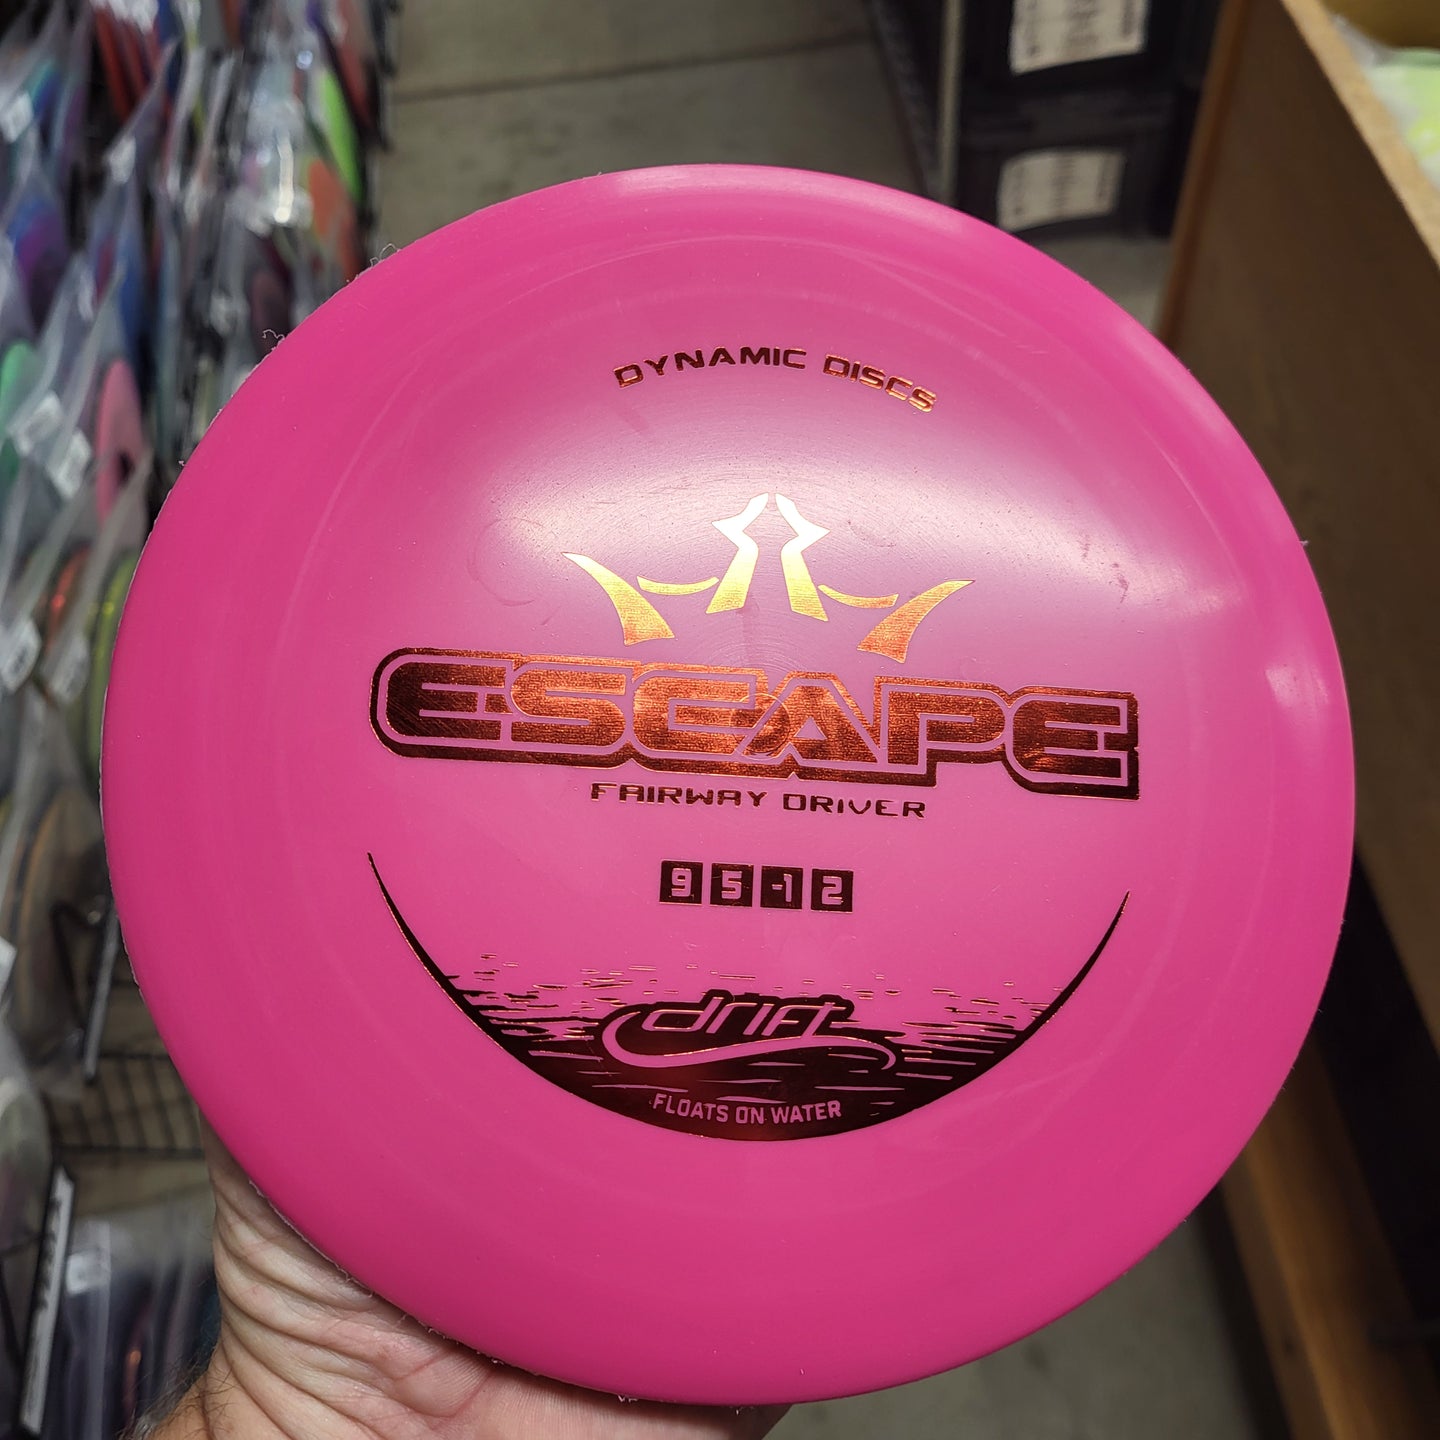 DYNAMIC DISCS
ESCAPE
FAIRWAY DRIVER
9 5 -1 2
drift
FLOATS ON WATER